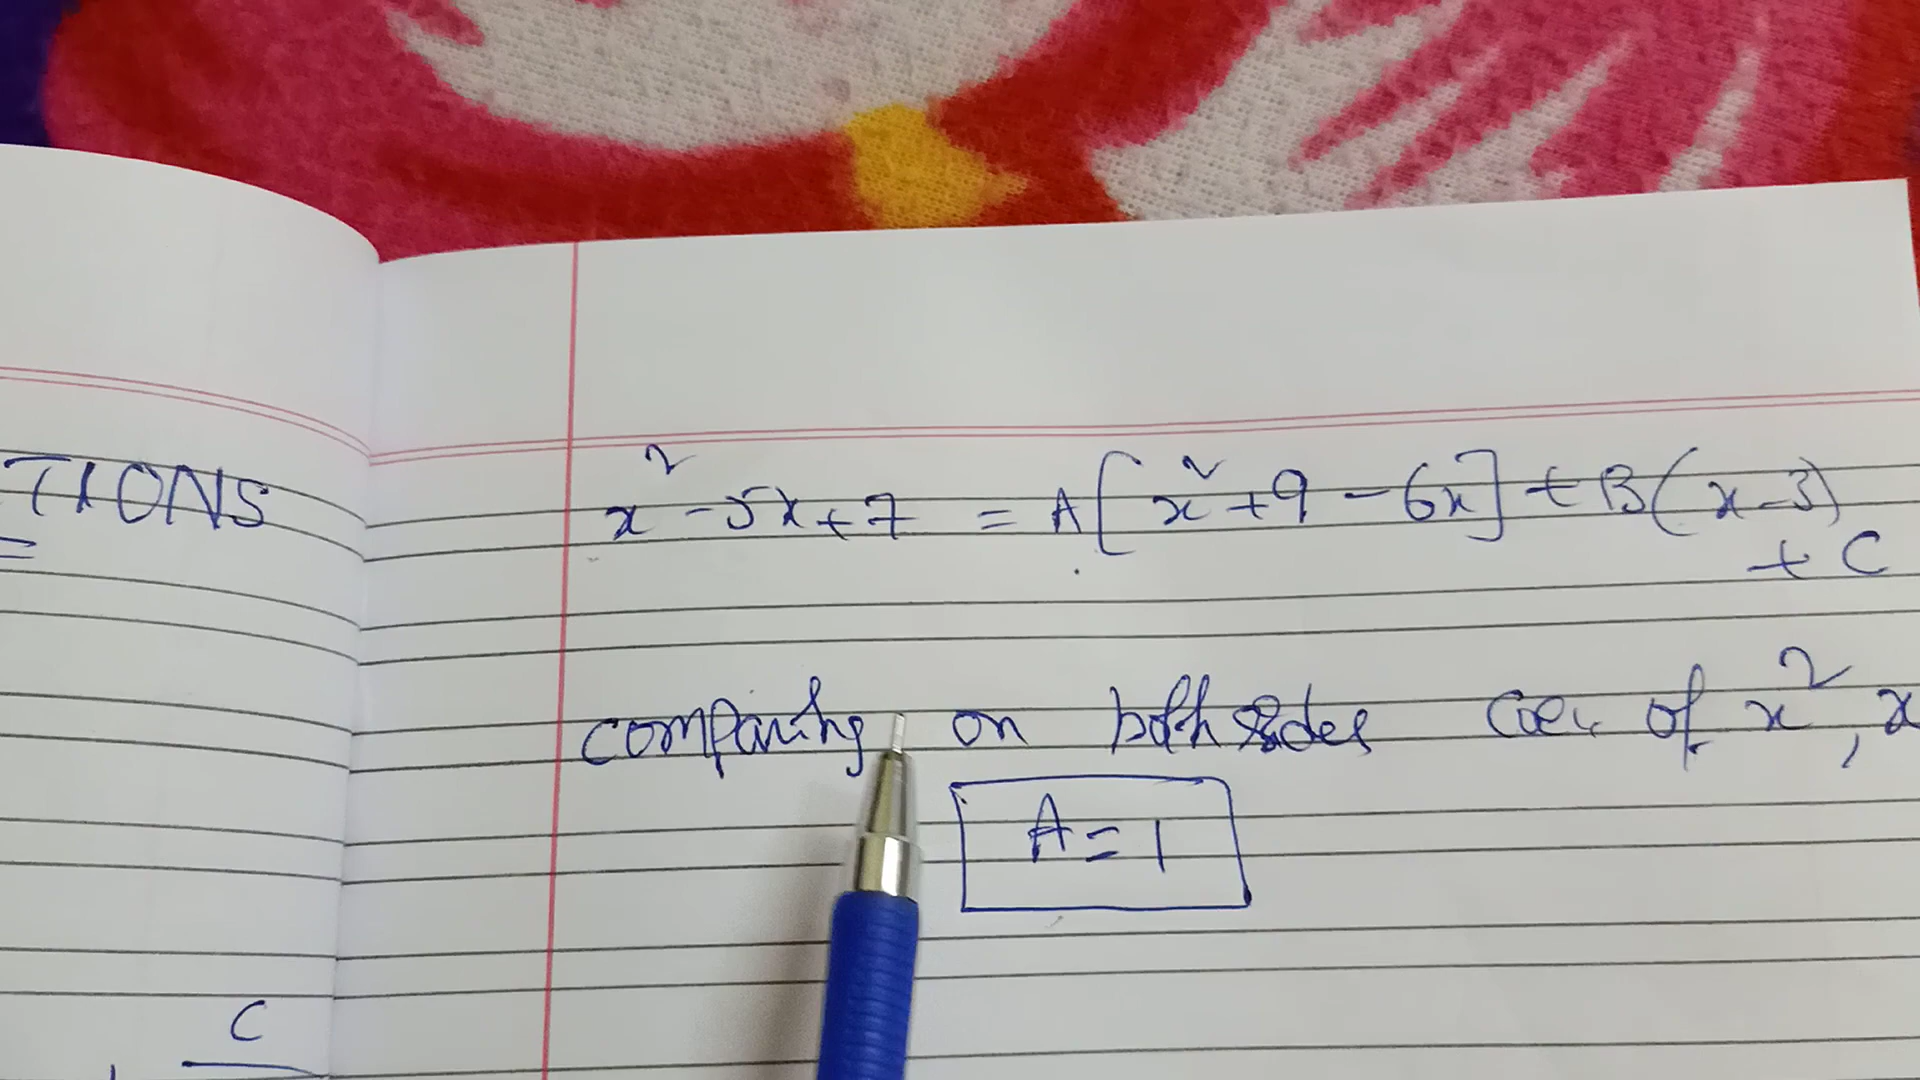 TIONS
=
C
x² - 5x + 7 = A[x² + 9 - 6x] + B(x - 3)
+ C
comparing on both sides coe. of x², x
A = 1